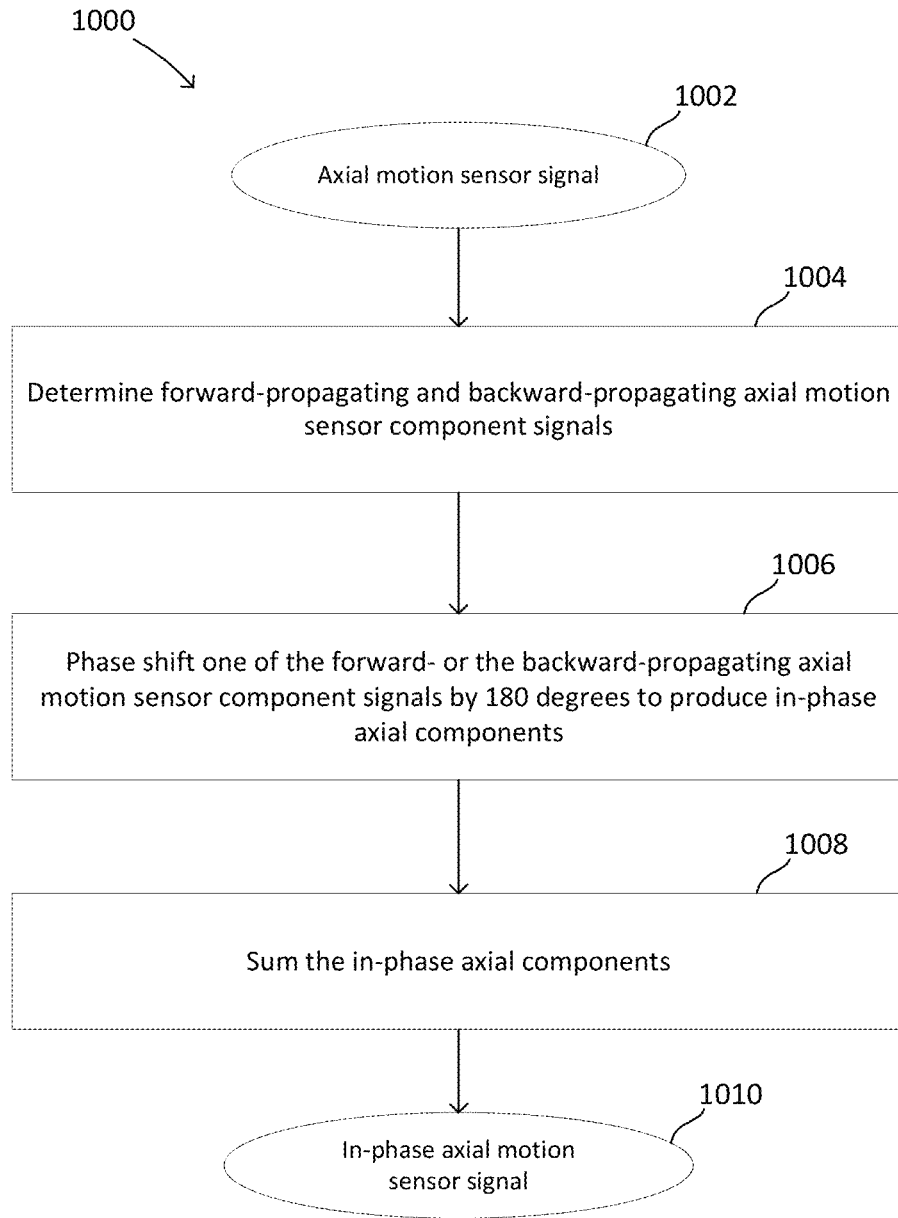 1000
1002
Axial motion sensor signal
1004
Determine forward-propagating and backward-propagating axial motion
sensor component signals
1006
Phase shift one of the forward- or the backward-propagating axial
motion sensor component signals by 180 degrees to produce in-phase
axial components
1008
Sum the in-phase axial components
1010
In-phase axial motion
sensor signal